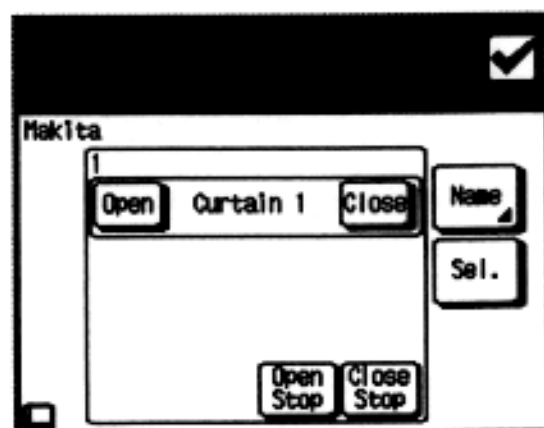 Makita
1
Open Curtain 1 Close Name
Sel.
Open Stop
Close Stop